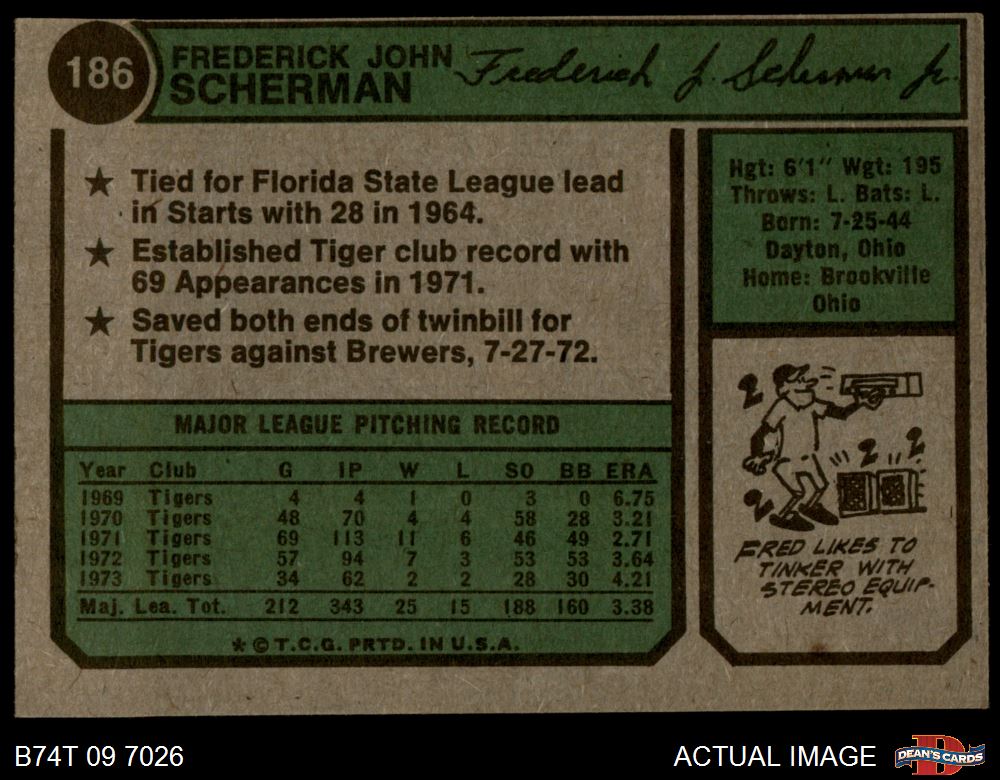 186
FREDERICK JOHN
SCHERMAN
Frederick J. Scherman Jr.
★ Tied for Florida State League lead
in Starts with 28 in 1964.
★ Established Tiger club record with
69 Appearances in 1971.
★ Saved both ends of twinbill for
Tigers against Brewers, 7-27-72.
MAJOR LEAGUE PITCHING RECORD
Year Club G IP W L SO BB ERA
1969 Tigers 4 4 1 0 3 0 6.75
1970 Tigers 48 70 4 4 58 28 3.21
1971 Tigers 69 113 11 6 46 49 2.71
1972 Tigers 57 94 7 3 53 53 3.64
1973 Tigers 34 62 2 2 28 30 4.21
Maj. Lea. Tot. 212 343 25 15 188 160 3.38
★ © T.C.G. PRTD. IN U.S.A.
Hgt: 6'1" Wgt: 195
Throws: L. Bats: L.
Born: 7-25-44
Dayton, Ohio
Home: Brookville
Ohio
FRED LIKES TO
TINKER WITH
STEREO EQUIP-
MENT.
B74T 09 7026
ACTUAL IMAGE
D
DEAN'S CARDS